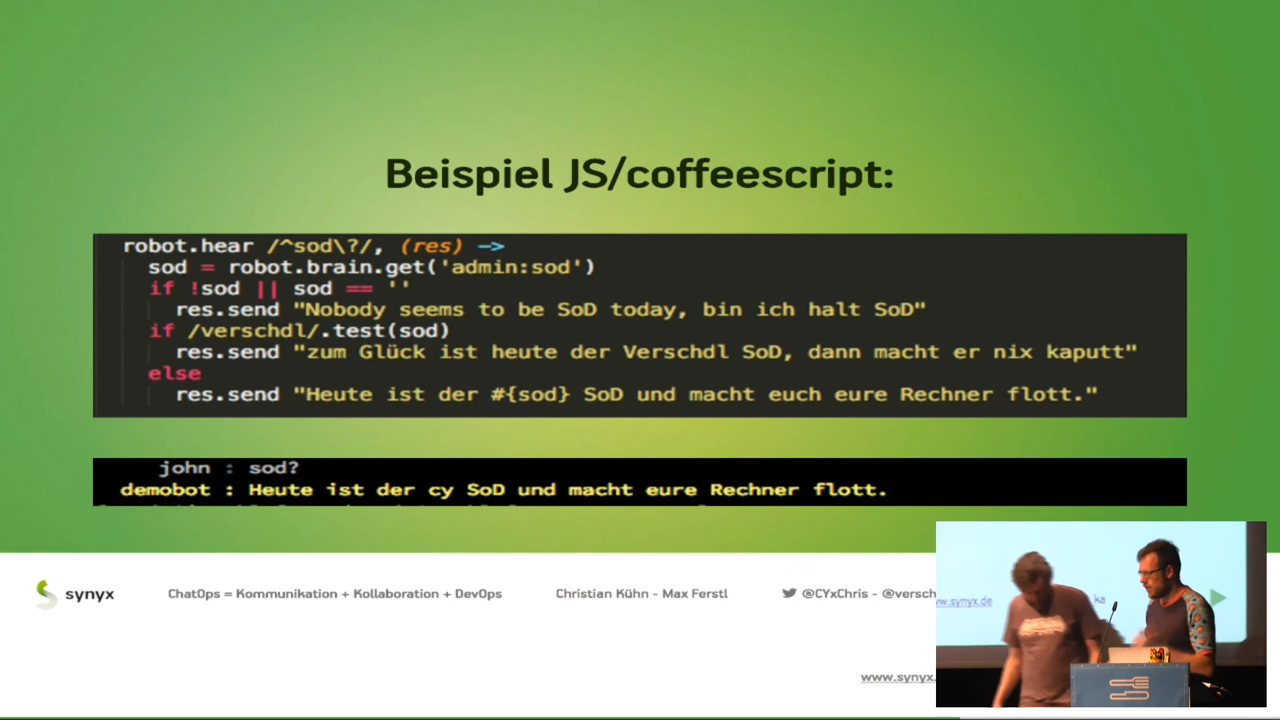 Beispiel JS/coffeescript:
robot.hear /^sod\?/, (res) ->
sod = robot.brain.get('admin:sod')
if !sod || sod == ''
res.send "Nobody seems to be SoD today, bin ich halt SoD"
if /verschdl/.test(sod)
res.send "zum Glück ist heute der Verschdl SoD, dann macht er nix kaputt"
else
res.send "Heute ist der #{sod} SoD und macht euch eure Rechner flott."
john : sod?
demobot : Heute ist der cy SoD und macht eure Rechner flott.
synyx ChatOps = Kommunikation + Kollaboration + DevOps Christian Kühn - Max Ferstl @CYxChris - @versch
www.synyx.
ww.synyx.de ka